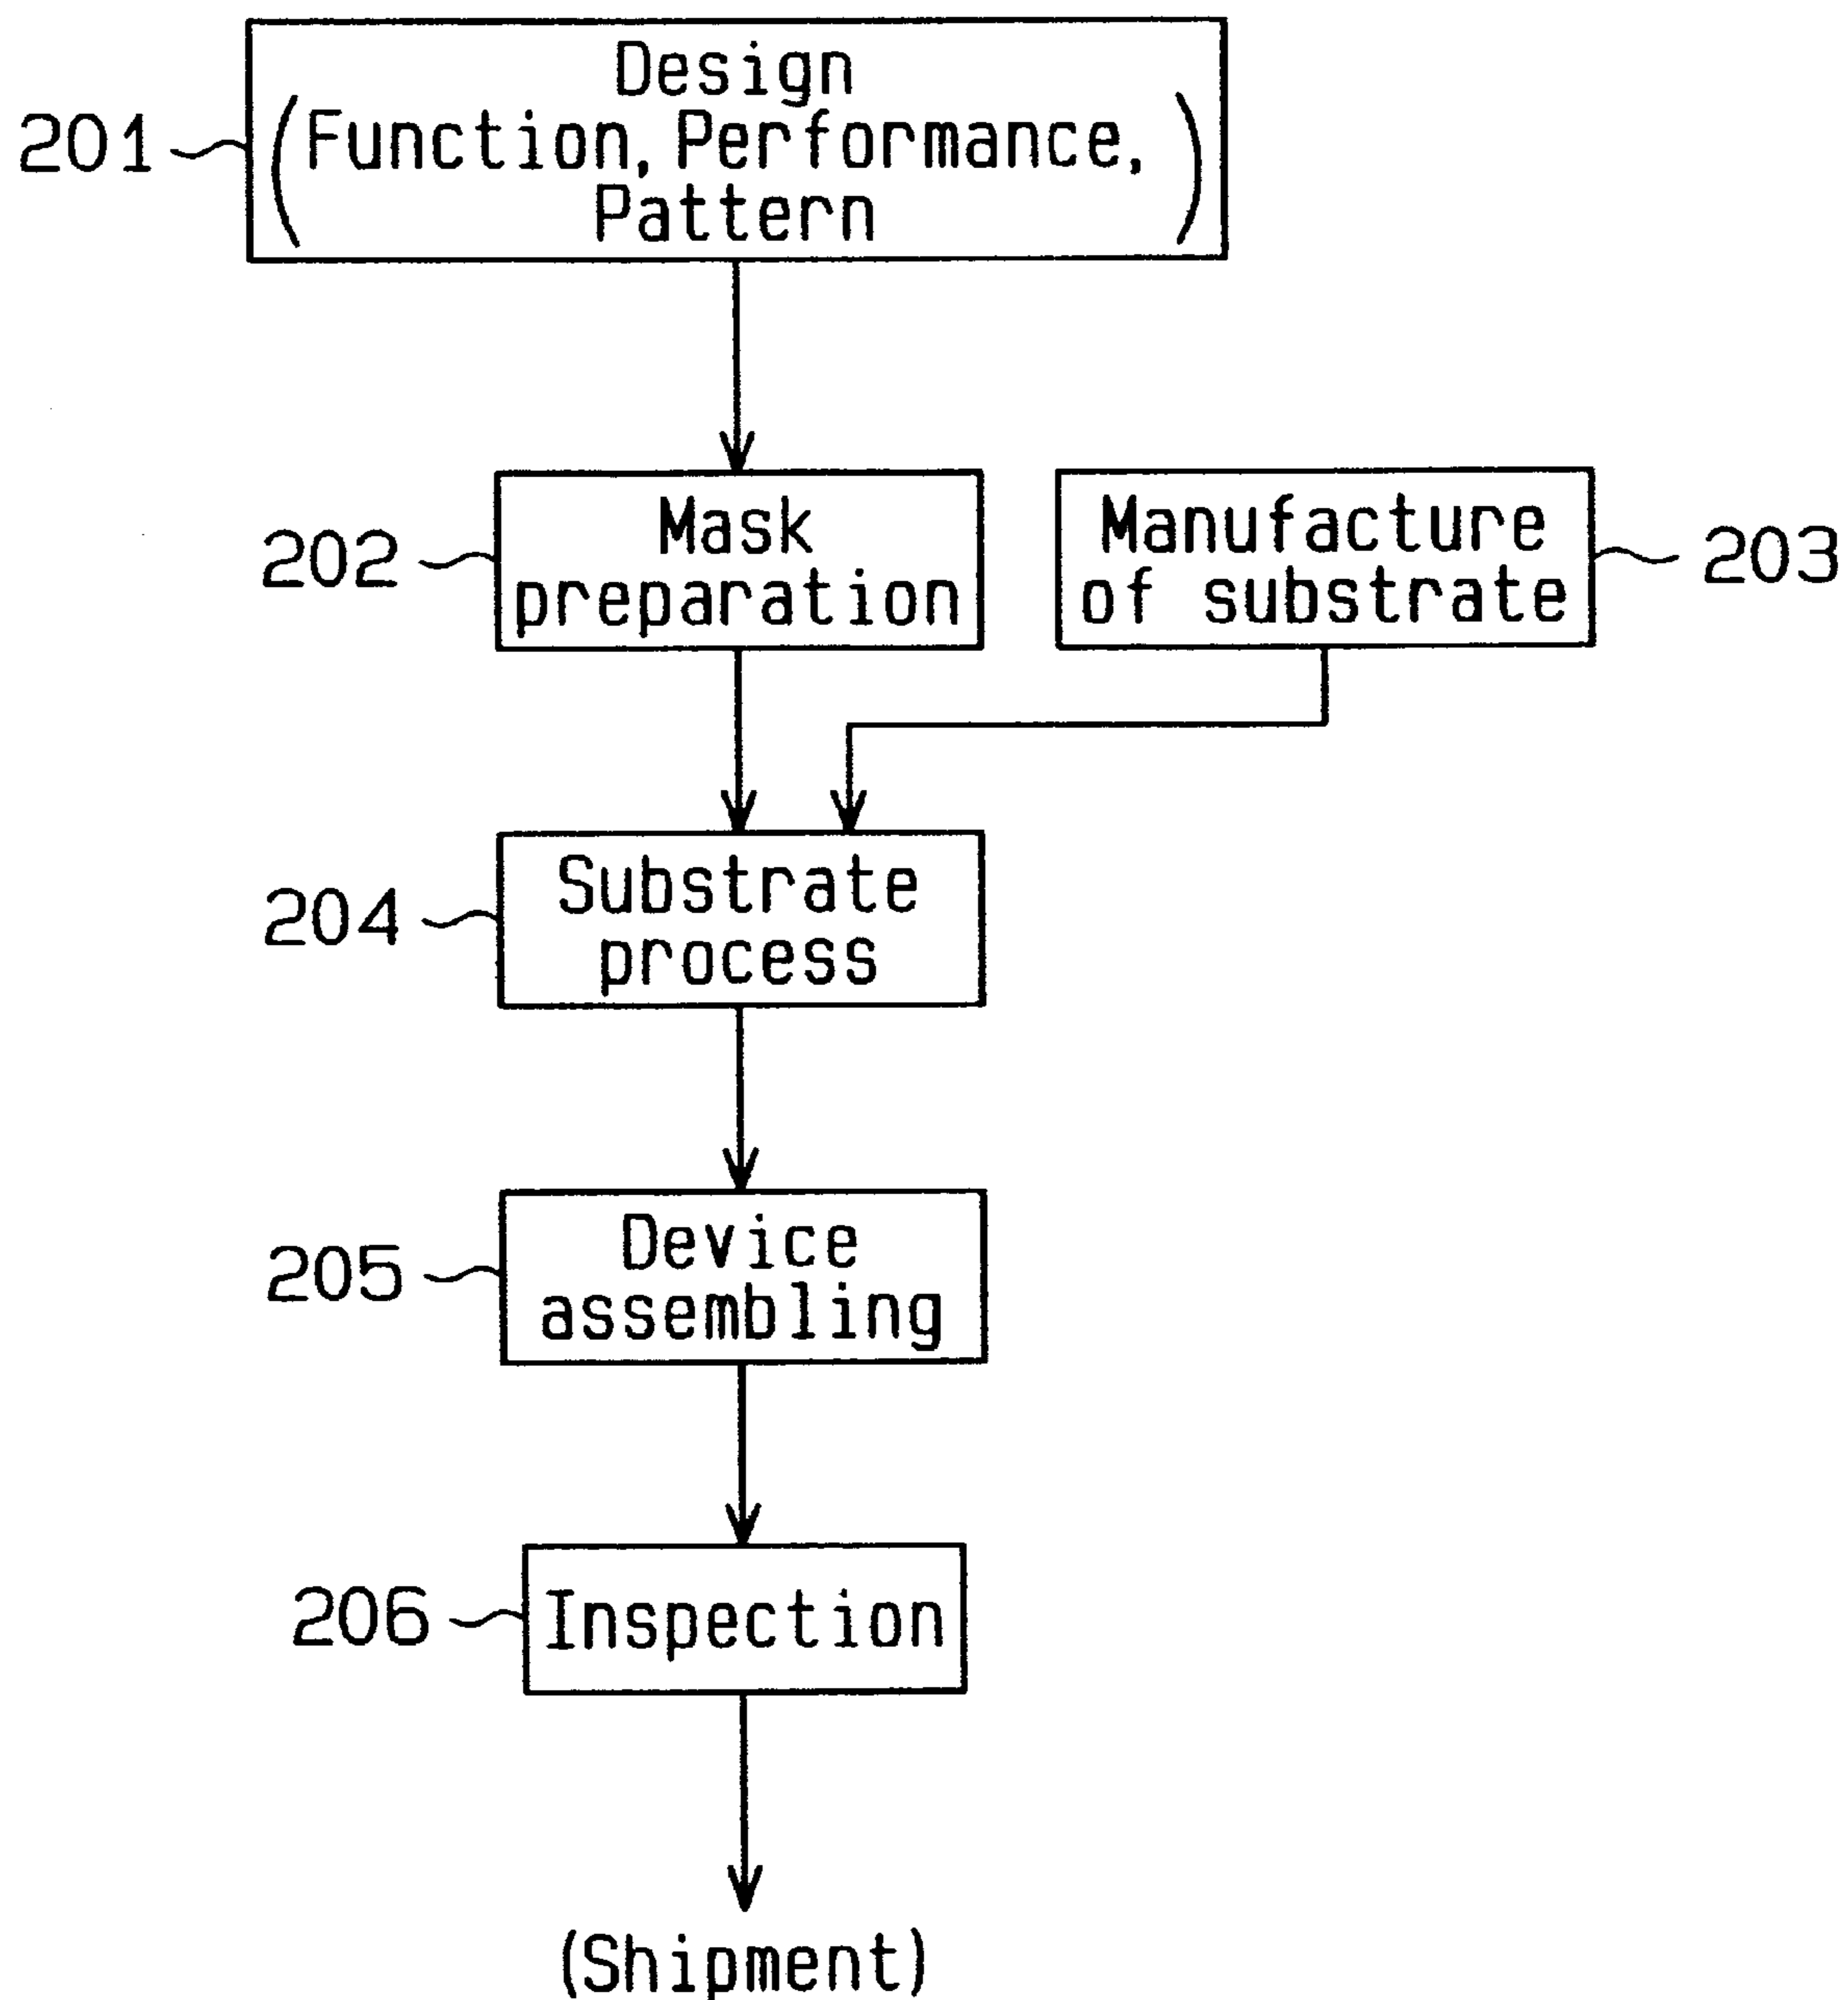 Design
201
(Function, Performance,
Pattern)
Mask
preparation
202
Manufacture
of substrate
203
Substrate
process
204
Device
assembling
205
Inspection
206
(Shipment)